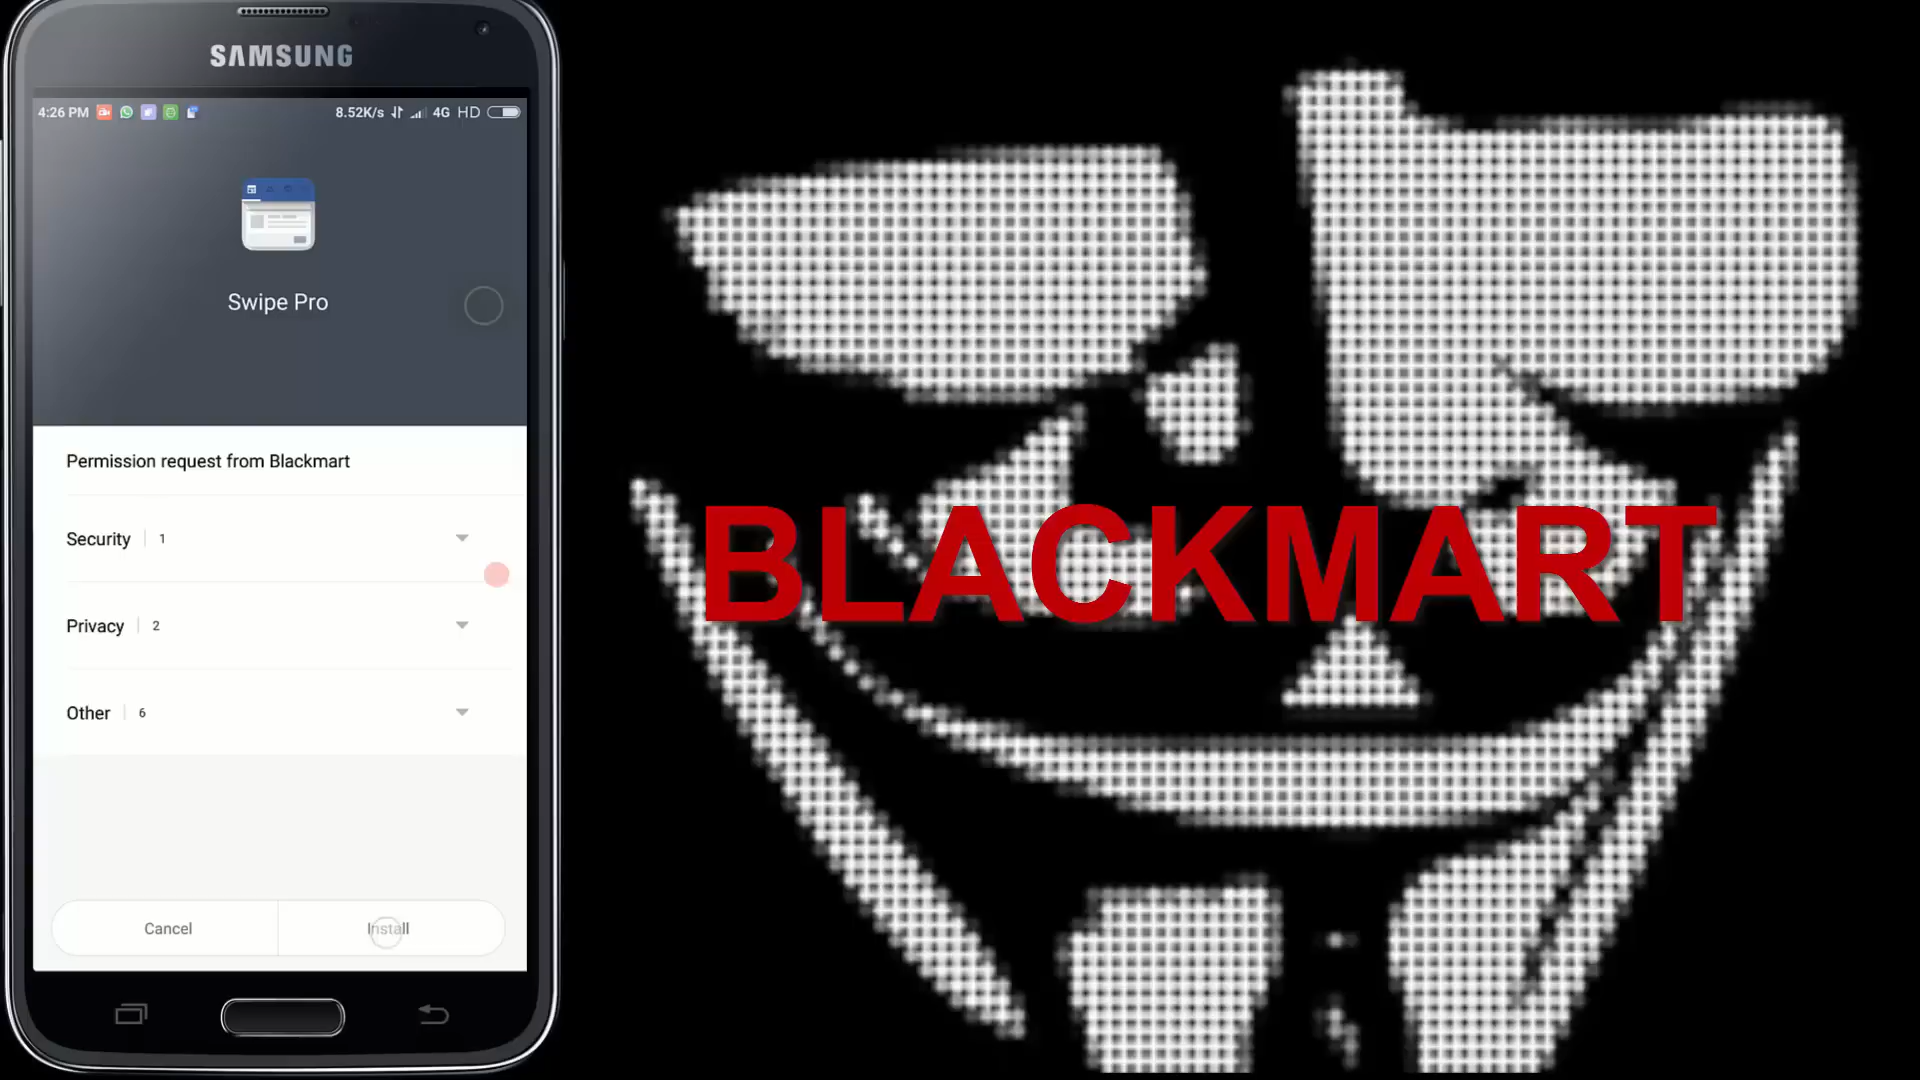 SAMSUNG
4:26 PM 8.52K/s 4G HD
Swipe Pro
Permission request from Blackmart
Security 1
Privacy 2
Other 6
Cancel Install
BLACKMART